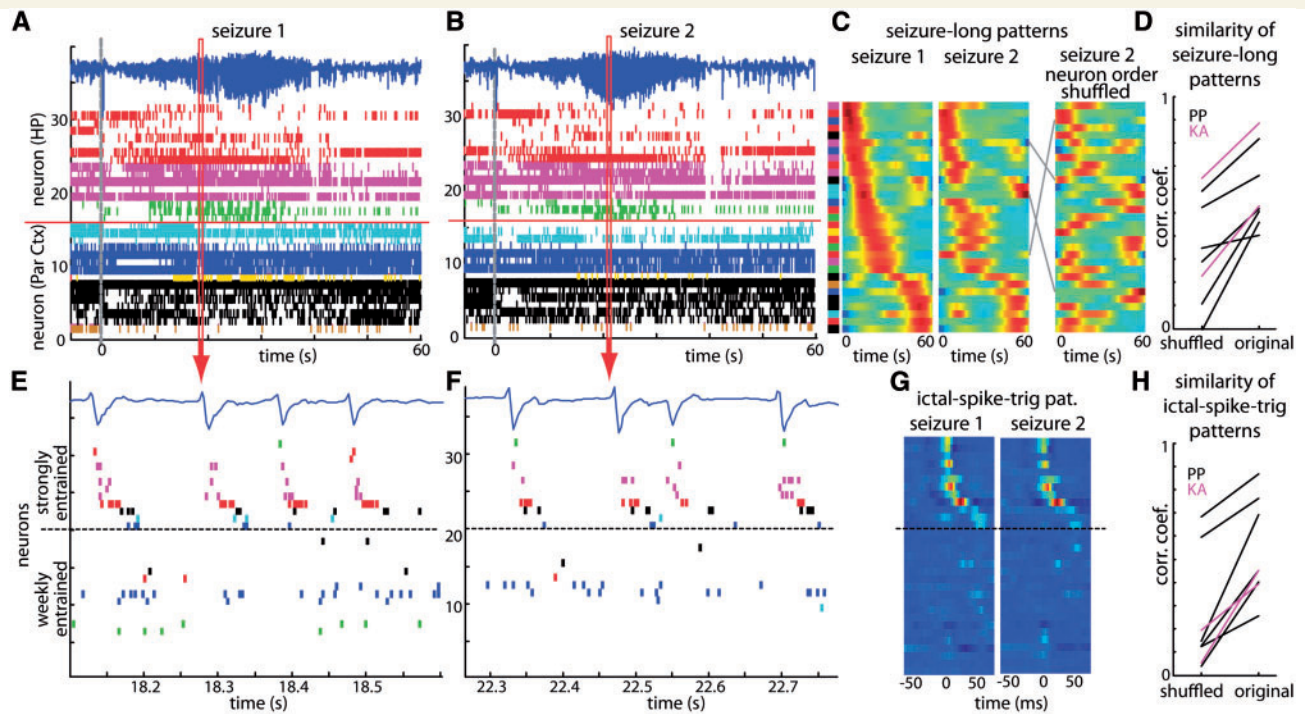 A
seizure 1
neuron (HP)
neuron (Par Ctx)
30
20
10
0
0
60
time (s)
B
seizure 2
30
20
10
0
0
60
time (s)
C
seizure-long patterns
seizure 1
seizure 2
seizure 2
neuron order
shuffled
0
60
0
60
0
60
time (s)
time (s)
time (s)
D
similarity of
seizure-long
patterns
1
PP
KA
corr. coef.
0
shuffled
original
E
neurons
strongly
entrained
weekly
entrained
18.2
18.3
18.4
18.5
time (s)
F
30
20
10
22.3
22.4
22.5
22.6
22.7
time (s)
G
ictal-spike-trig pat.
seizure 1
seizure 2
-50
0
50
-50
0
50
time (ms)
H
similarity of
ictal-spike-trig
patterns
1
PP
KA
corr. coef.
0
shuffled
original